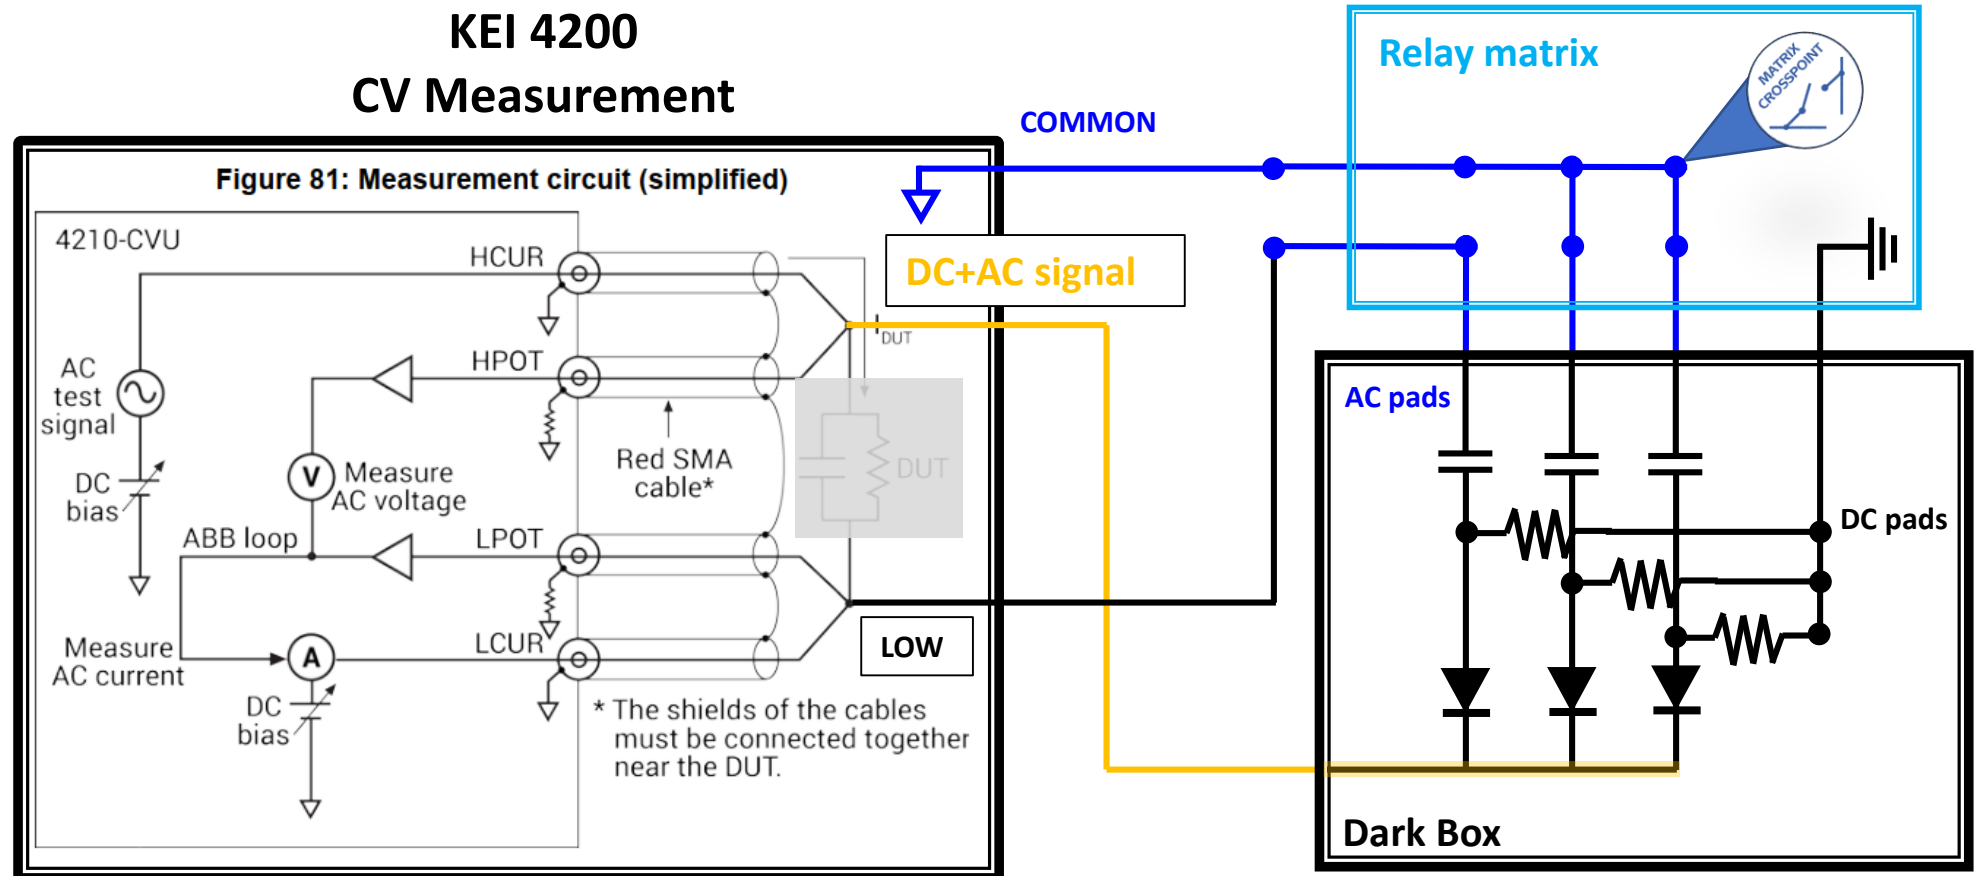 KEI 4200
CV Measurement
Relay matrix
MATRIX
CROSSPOINT
COMMON
Figure 81: Measurement circuit (simplified)
4210-CVU
HCUR
DC+AC signal
I DUT
HPOT
AC
test
signal
AC pads
Red SMA
cable*
DUT
V
Measure
AC voltage
DC
bias
DC pads
ABB loop
LPOT
LCUR
LOW
Measure
AC current
A
DC
bias
* The shields of the cables
must be connected together
near the DUT.
Dark Box